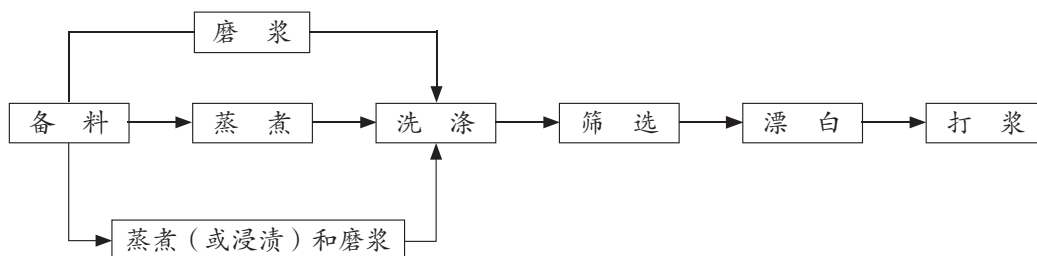 磨 浆
备 料
蒸 煮
洗 涤
筛 选
漂 白
打 浆
蒸煮（或浸渍）和磨浆